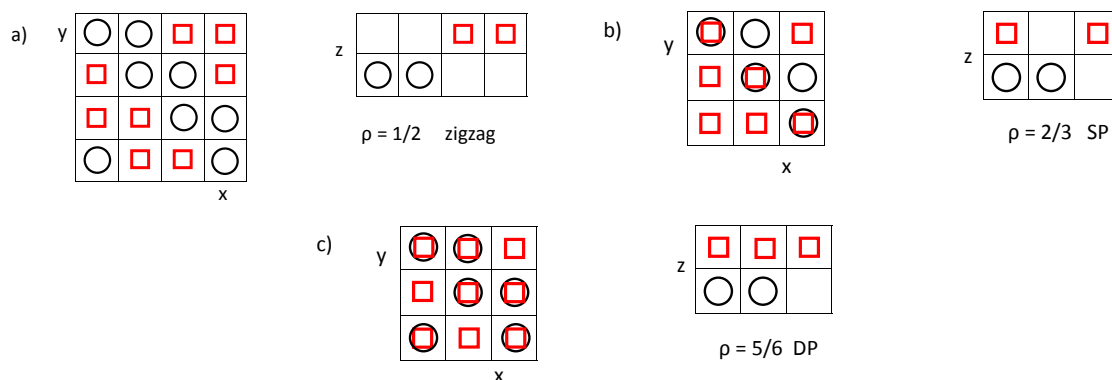 a)
y
x
z
ρ = 1/2 zigzag
b)
y
x
z
ρ = 2/3 SP
c)
y
x
z
ρ = 5/6 DP